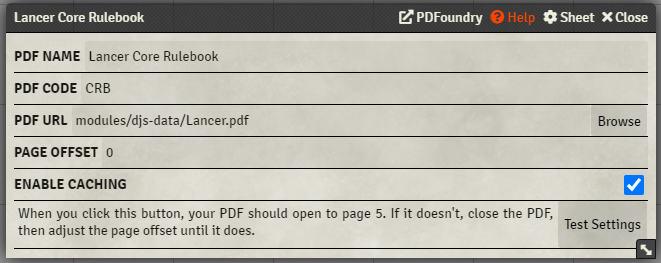 Lancer Core Rulebook PDFoundry Help Sheet Close
PDF NAME Lancer Core Rulebook
PDF CODE CRB
PDF URL modules/djs-data/Lancer.pdf Browse
PAGE OFFSET 0
ENABLE CACHING
When you click this button, your PDF should open to page 5. If it doesn't, close the PDF,
then adjust the page offset until it does.
Test Settings